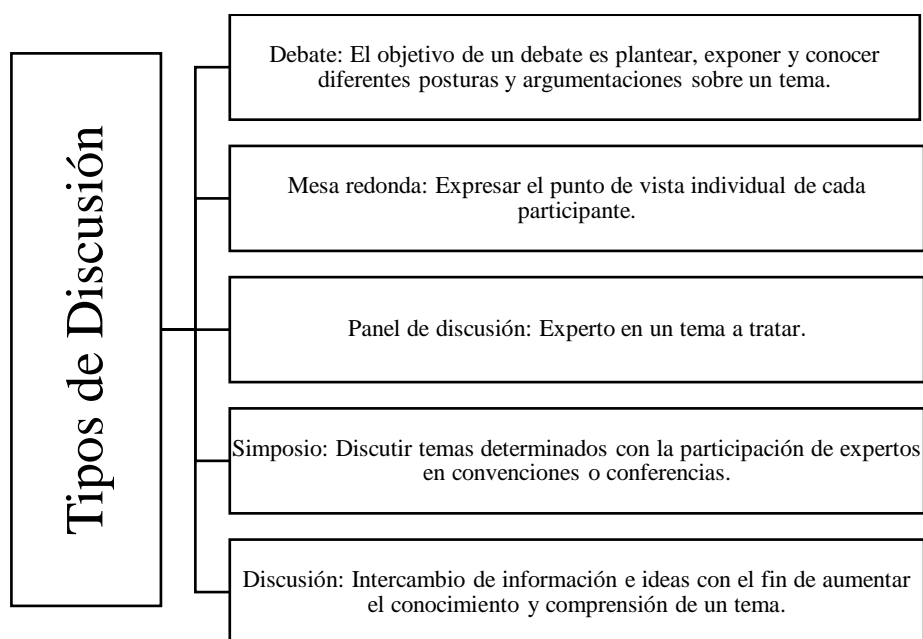 Tipos de Discusión
Debate: El objetivo de un debate es plantear, exponer y conocer
diferentes posturas y argumentaciones sobre un tema.
Mesa redonda: Expresar el punto de vista individual de cada
participante.
Panel de discusión: Experto en un tema a tratar.
Simposio: Discutir temas determinados con la participación de expertos
en convenciones o conferencias.
Discusión: Intercambio de información e ideas con el fin de aumentar
el conocimiento y comprensión de un tema.